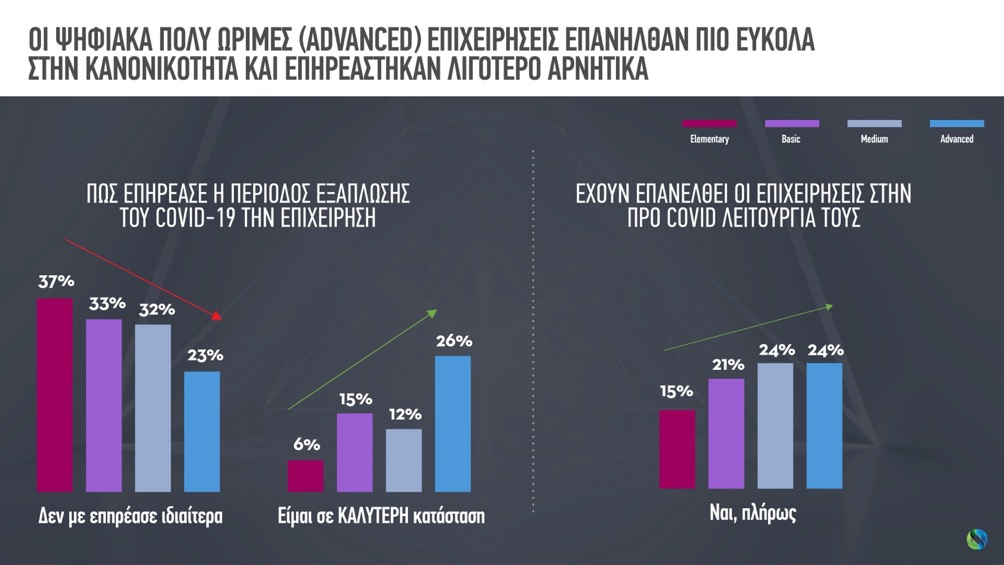 ΟΙ ΨΗΦΙΑΚΑ ΠΟΛΥ ΩΡΙΜΕΣ (ADVANCED) ΕΠΙΧΕΙΡΗΣΕΙΣ ΕΠΑΝΗΛΘΑΝ ΠΙΟ ΕΥΚΟΛΑ
ΣΤΗΝ ΚΑΝΟΝΙΚΟΤΗΤΑ ΚΑΙ ΕΠΗΡΕΑΣΤΗΚΑΝ ΛΙΓΟΤΕΡΟ ΑΡΝΗΤΙΚΑ
Elementary Basic Medium Advanced
ΠΩΣ ΕΠΗΡΕΑΣΕ Η ΠΕΡΙΟΔΟΣ ΕΞΑΠΛΩΣΗΣ
ΤΟΥ COVID-19 ΤΗΝ ΕΠΙΧΕΙΡΗΣΗ
37%
33%
32%
23%
6%
15%
12%
26%
Δεν με επηρέασε ιδιαίτερα
Είμαι σε ΚΑΛΥΤΕΡΗ κατάσταση
ΕΧΟΥΝ ΕΠΑΝΕΛΘΕΙ ΟΙ ΕΠΙΧΕΙΡΗΣΕΙΣ ΣΤΗΝ
ΠΡΟ COVID ΛΕΙΤΟΥΡΓΙΑ ΤΟΥΣ
15%
21%
24%
24%
Ναι, πλήρως